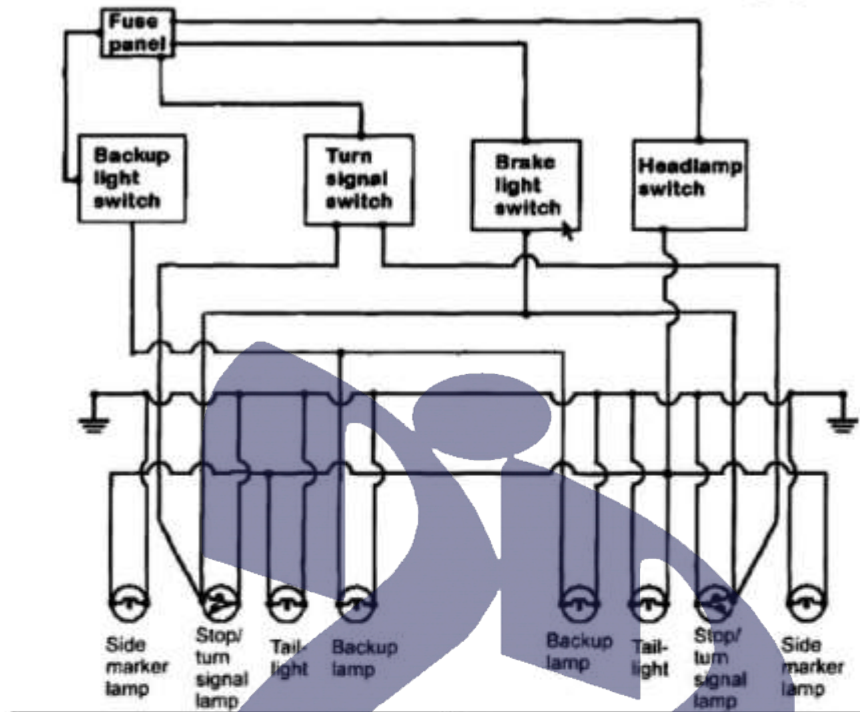 Fuse
panel
Backup
light
switch
Turn
signal
switch
Brake
light
switch
Headlamp
switch
Side
marker
lamp
Stop/
turn
signal
lamp
Tail-
light
Backup
lamp
Backup
lamp
Tail-
light
Stop/
turn
signal
lamp
Side
marker
lamp